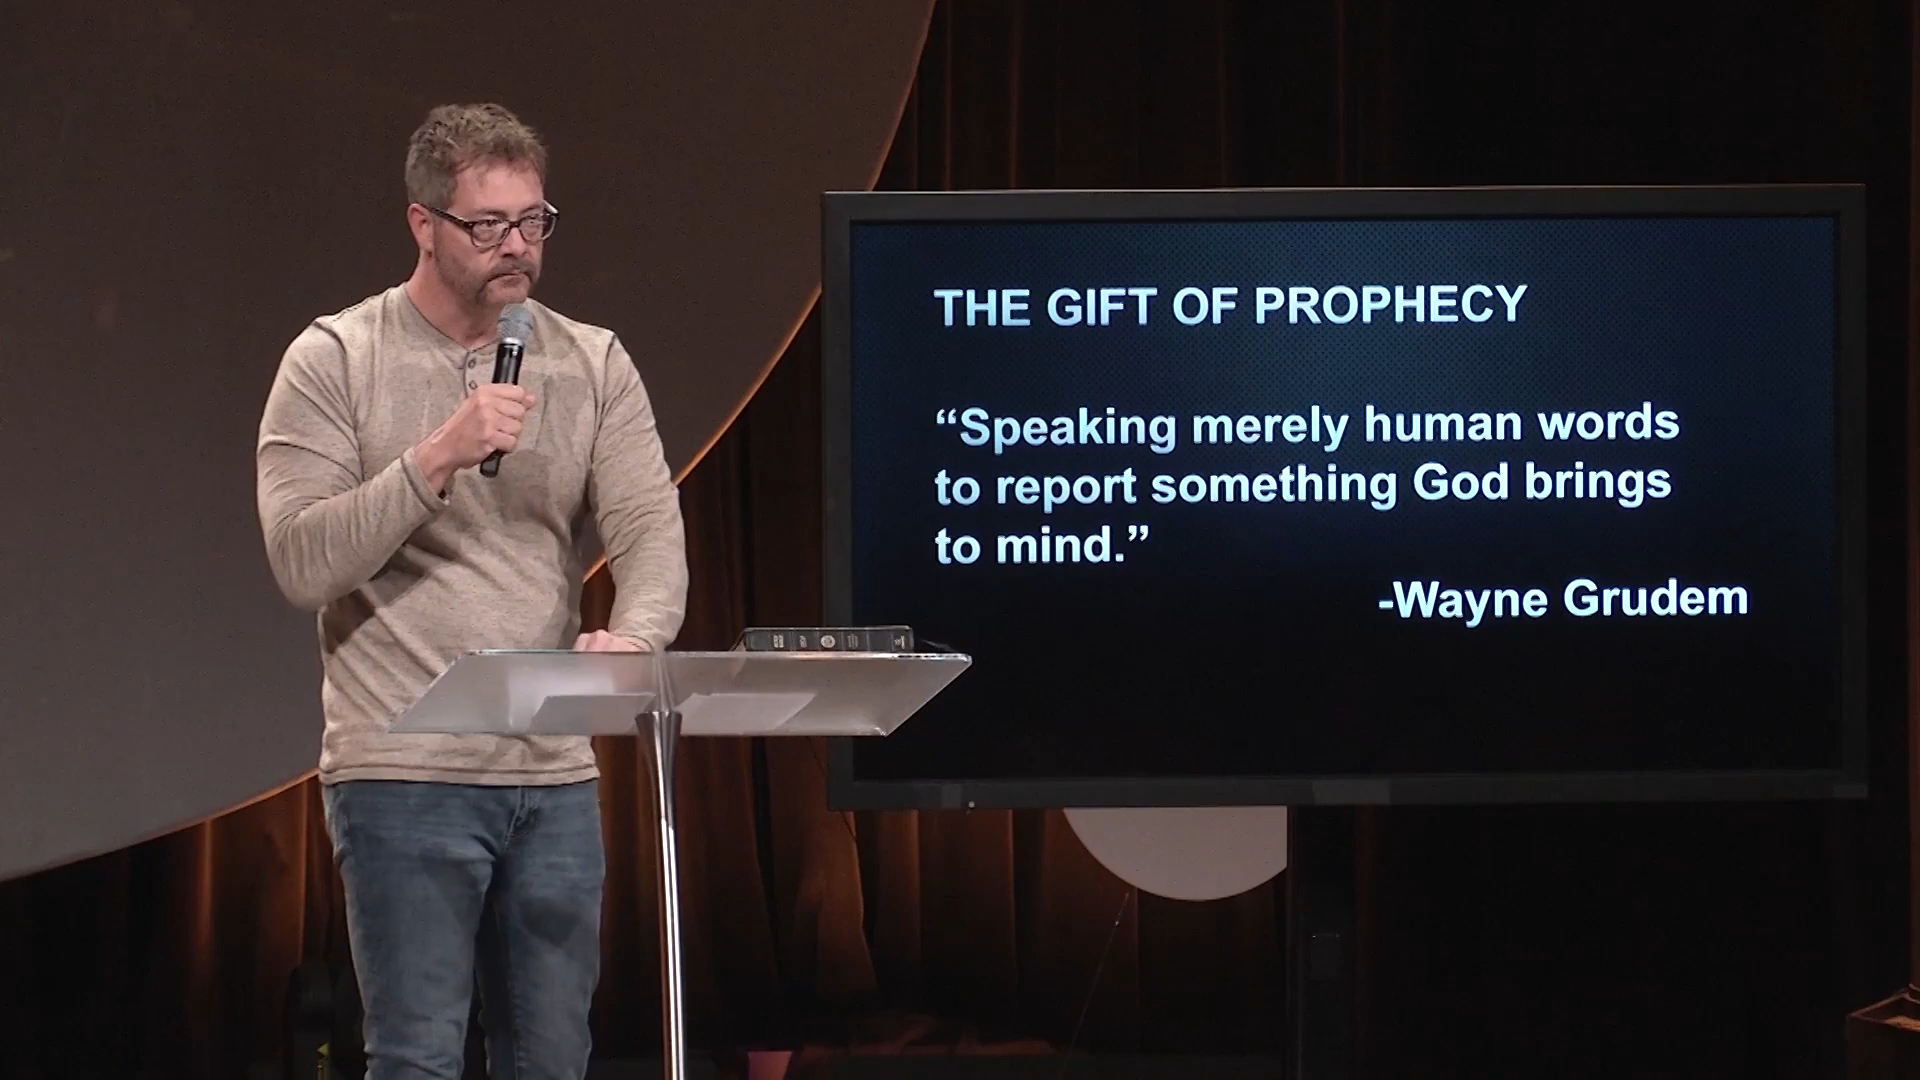 THE GIFT OF PROPHECY
“Speaking merely human words
to report something God brings
to mind.”
-Wayne Grudem